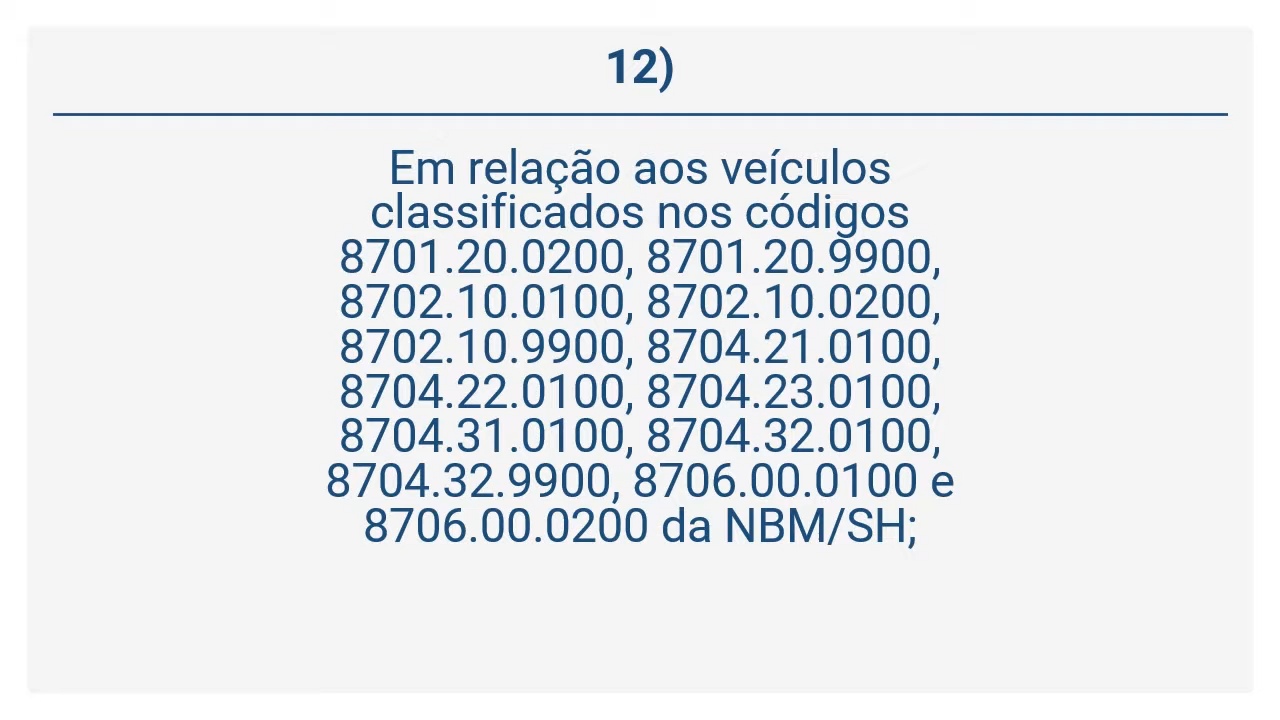 12)
Em relação aos veículos
classificados nos códigos
8701.20.0200, 8701.20.9900,
8702.10.0100, 8702.10.0200,
8702.10.9900, 8704.21.0100,
8704.22.0100, 8704.23.0100,
8704.31.0100, 8704.32.0100,
8704.32.9900, 8706.00.0100 e
8706.00.0200 da NBM/SH;